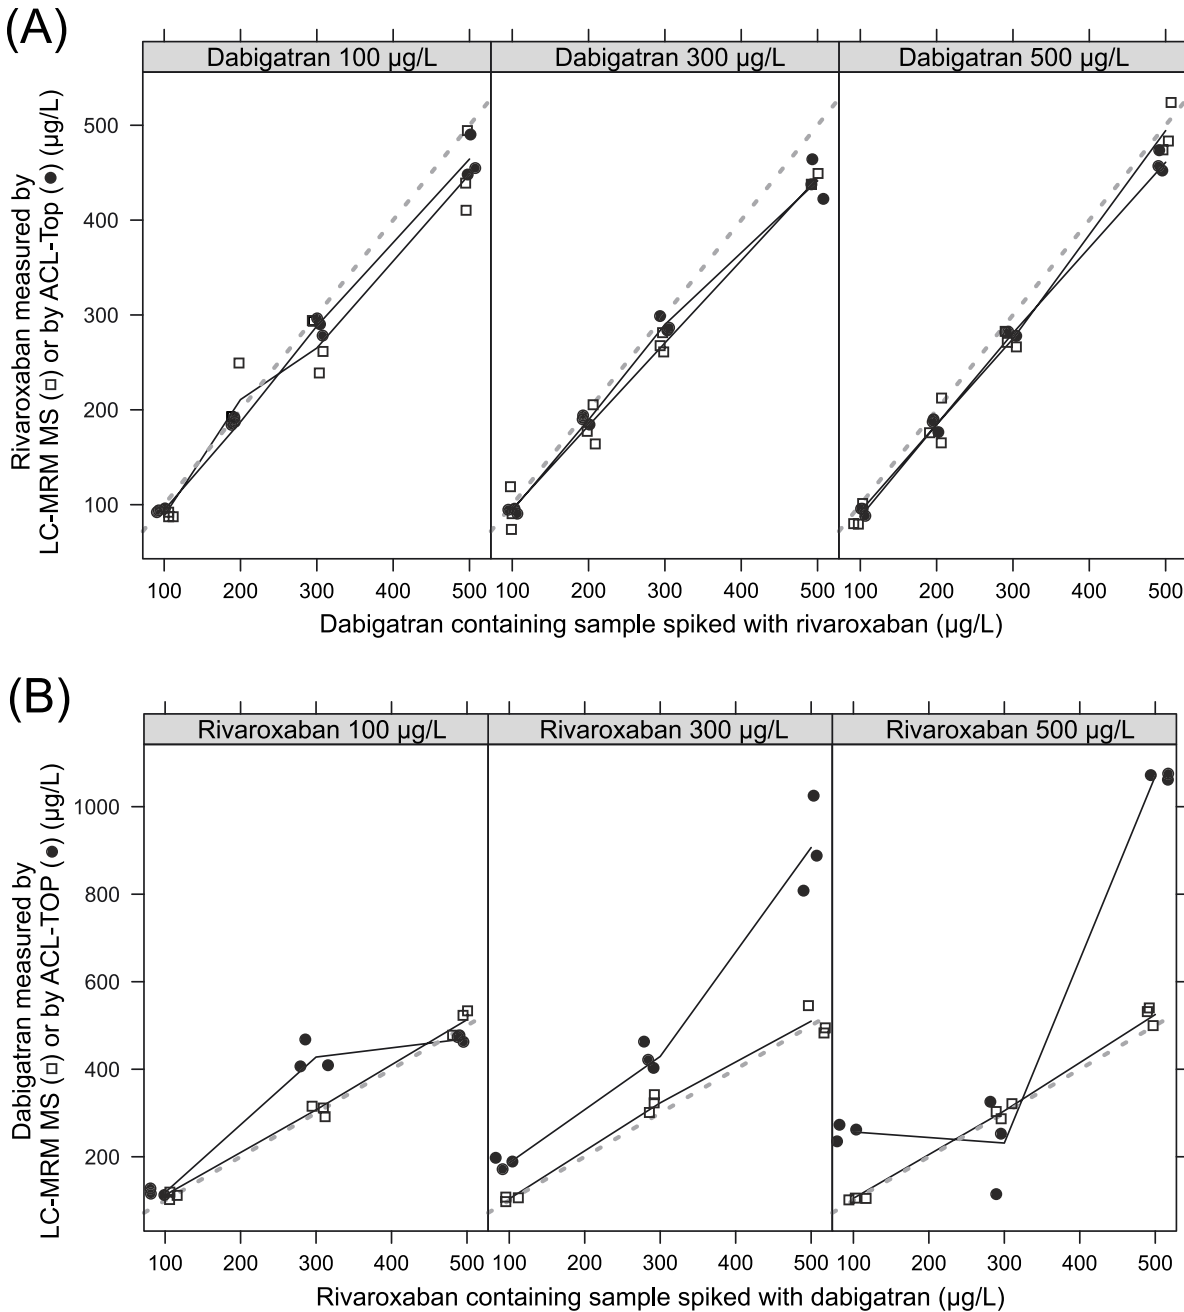 (A)
Dabigatran 100 µg/L
Dabigatran 300 µg/L
Dabigatran 500 µg/L
Rivaroxaban measured by
LC-MRM MS (□) or by ACL-Top (●) (µg/L)
500
400
300
200
100
100 200 300 400 500
100 200 300 400 500
100 200 300 400 500
Dabigatran containing sample spiked with rivaroxaban (µg/L)
(B)
Rivaroxaban 100 µg/L
Rivaroxaban 300 µg/L
Rivaroxaban 500 µg/L
Dabigatran measured by
LC-MRM MS (□) or by ACL-TOP (●) (µg/L)
1000
800
600
400
200
100 200 300 400 500
100 200 300 400 500
100 200 300 400 500
Rivaroxaban containing sample spiked with dabigatran (µg/L)